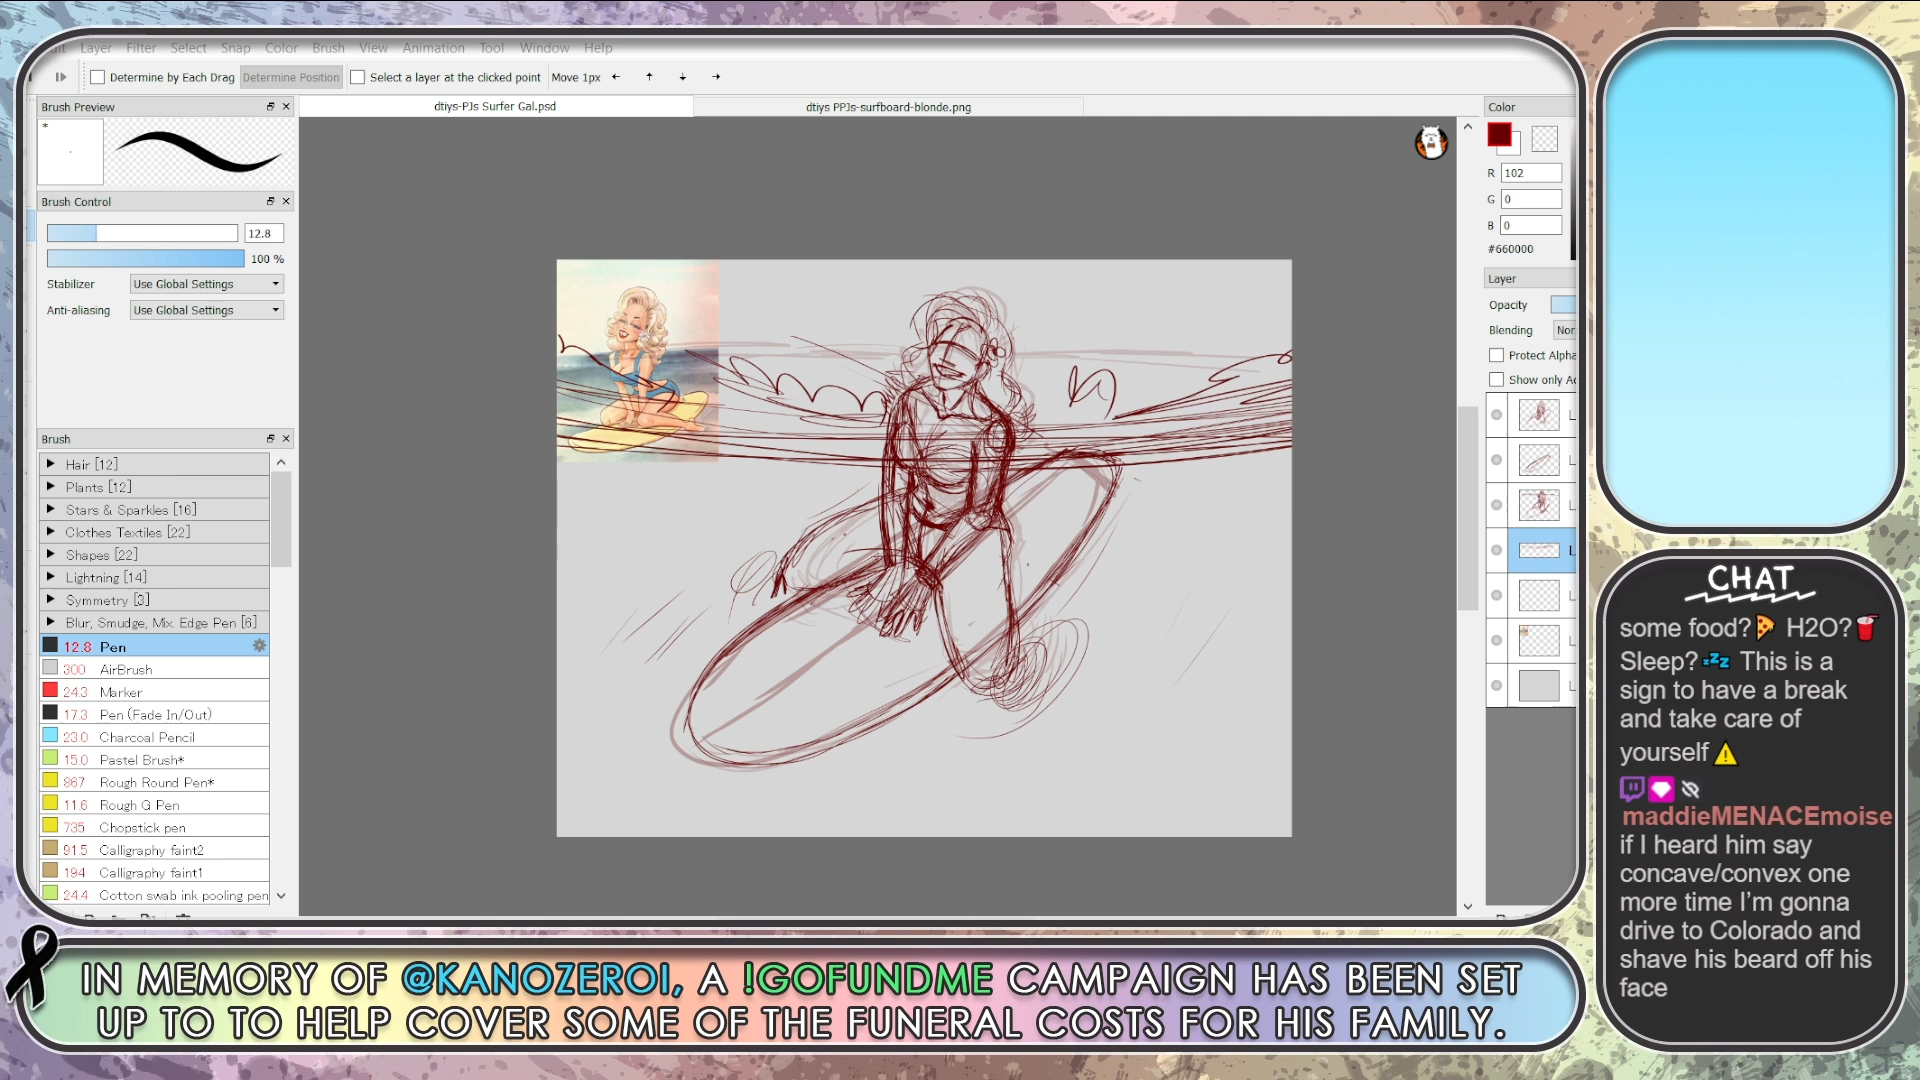 Layer Filter Select Snap Color Brush View Animation Tool Window Help
Determine by Each Drag Determine Position Select a layer at the clicked point Move 1px
Brush Preview
dtiys-PJs Surfer Gal.psd
dtiys PPJs-surfboard-blonde.png
Color
*
R 102
G 0
B 0
#660000
Brush Control
12.8
100 %
Stabilizer Use Global Settings
Anti-aliasing Use Global Settings
Layer
Opacity
Blending Nor
Protect Alpha
Show only Ac
Brush
Hair [12]
Plants [12]
Stars & Sparkles [16]
Clothes Textiles [22]
Shapes [22]
Lightning [14]
Symmetry [3]
Blur, Smudge, Mix. Edge Pen [6]
12.8 Pen
300 AirBrush
24.3 Marker
17.3 Pen (Fade In/Out)
23.0 Charcoal Pencil
15.0 Pastel Brush*
867 Rough Round Pen*
11.6 Rough G Pen
735 Chopstick pen
91.5 Calligraphy faint2
194 Calligraphy faint1
24.4 Cotton swab ink pooling pen
CHAT
some food?🍕 H2O?🥤
Sleep?💤 This is a
sign to have a break
and take care of
yourself⚠️
maddieMENACEmoise
if I heard him say
concave/convex one
more time I'm gonna
drive to Colorado and
shave his beard off his
face
IN MEMORY OF @KANOZEROI, A !GOFUNDME CAMPAIGN HAS BEEN SET
UP TO TO HELP COVER SOME OF THE FUNERAL COSTS FOR HIS FAMILY.